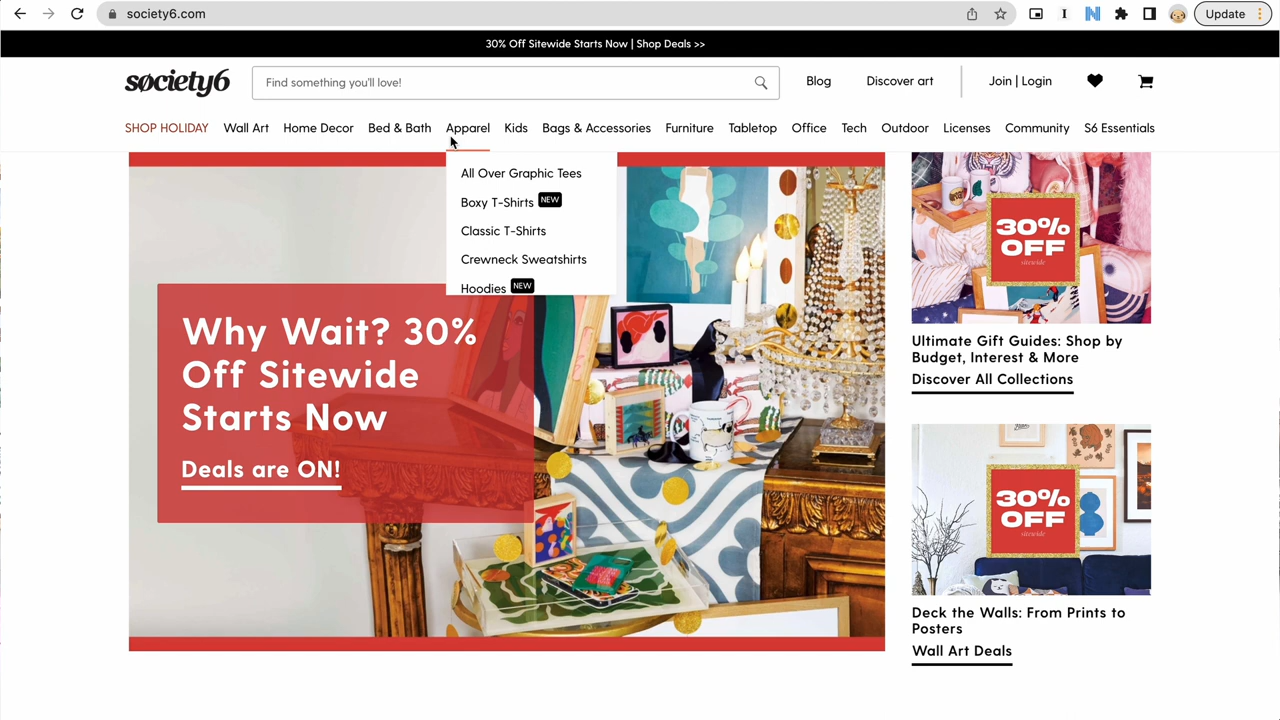 society6.com
Update
30% Off Sitewide Starts Now | Shop Deals >>
society6
Find something you'll love!
Blog
Discover art
Join | Login
SHOP HOLIDAY
Wall Art
Home Decor
Bed & Bath
Apparel
Kids
Bags & Accessories
Furniture
Tabletop
Office
Tech
Outdoor
Licenses
Community
S6 Essentials
All Over Graphic Tees
Boxy T-Shirts NEW
Classic T-Shirts
Crewneck Sweatshirts
Hoodies NEW
Why Wait? 30%
Off Sitewide
Starts Now
Deals are ON!
30%
OFF
sitewide
Ultimate Gift Guides: Shop by
Budget, Interest & More
Discover All Collections
30%
OFF
sitewide
Deck the Walls: From Prints to
Posters
Wall Art Deals